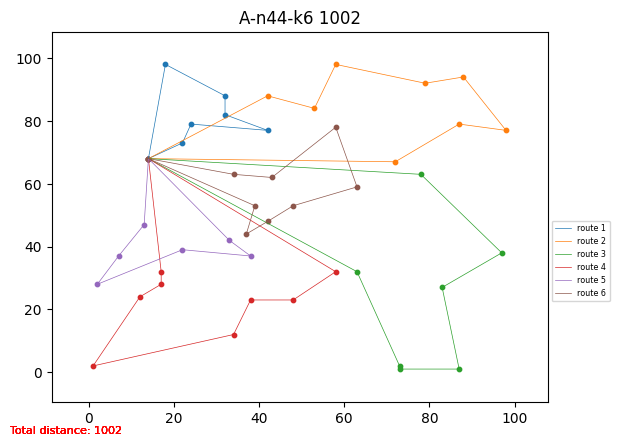 A-n44-k6 1002
100
80
60
40
20
0
0 20 40 60 80 100
route 1
route 2
route 3
route 4
route 5
route 6
Total distance: 1002